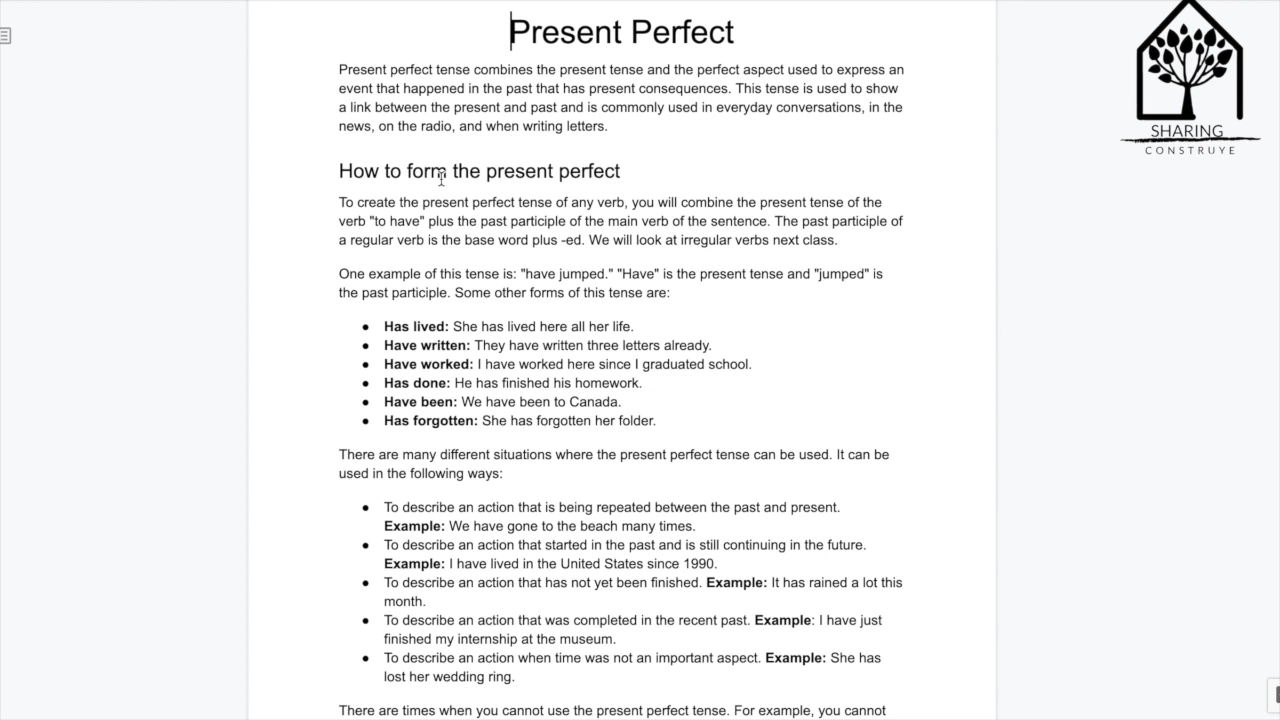 Present Perfect
Present perfect tense combines the present tense and the perfect aspect used to express an
event that happened in the past that has present consequences. This tense is used to show
a link between the present and past and is commonly used in everyday conversations, in the
news, on the radio, and when writing letters.
SHARING
CONSTRUYE
How to form the present perfect
To create the present perfect tense of any verb, you will combine the present tense of the
verb "to have" plus the past participle of the main verb of the sentence. The past participle of
a regular verb is the base word plus -ed. We will look at irregular verbs next class.
One example of this tense is: "have jumped." "Have" is the present tense and "jumped" is
the past participle. Some other forms of this tense are:
● Has lived: She has lived here all her life.
● Have written: They have written three letters already.
● Have worked: I have worked here since I graduated school.
● Has done: He has finished his homework.
● Have been: We have been to Canada.
● Has forgotten: She has forgotten her folder.
There are many different situations where the present perfect tense can be used. It can be
used in the following ways:
● To describe an action that is being repeated between the past and present.
Example: We have gone to the beach many times.
● To describe an action that started in the past and is still continuing in the future.
Example: I have lived in the United States since 1990.
● To describe an action that has not yet been finished. Example: It has rained a lot this
month.
● To describe an action that was completed in the recent past. Example: I have just
finished my internship at the museum.
● To describe an action when time was not an important aspect. Example: She has
lost her wedding ring.
There are times when you cannot use the present perfect tense. For example, you cannot